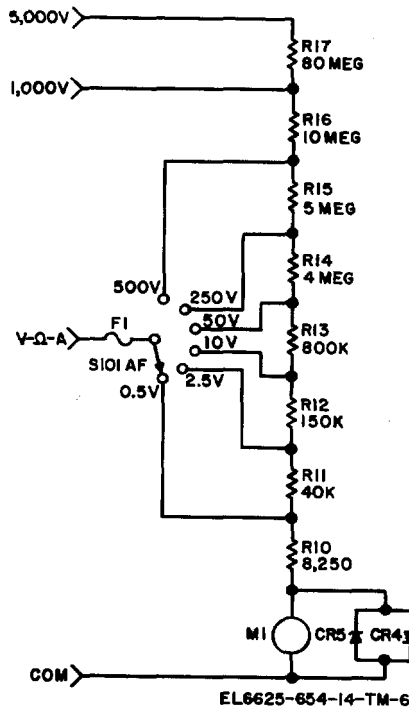 5,000V
R17
80 MEG
1,000V
R16
10 MEG
R15
5 MEG
R14
4 MEG
500V
250V
50V
R13
800K
F1
V-Ω-A
10V
S101 AF
0.5V
2.5V
R12
150K
R11
40K
R10
8,250
M1
CR5
CR4
COM
EL6625-654-14-TM-6